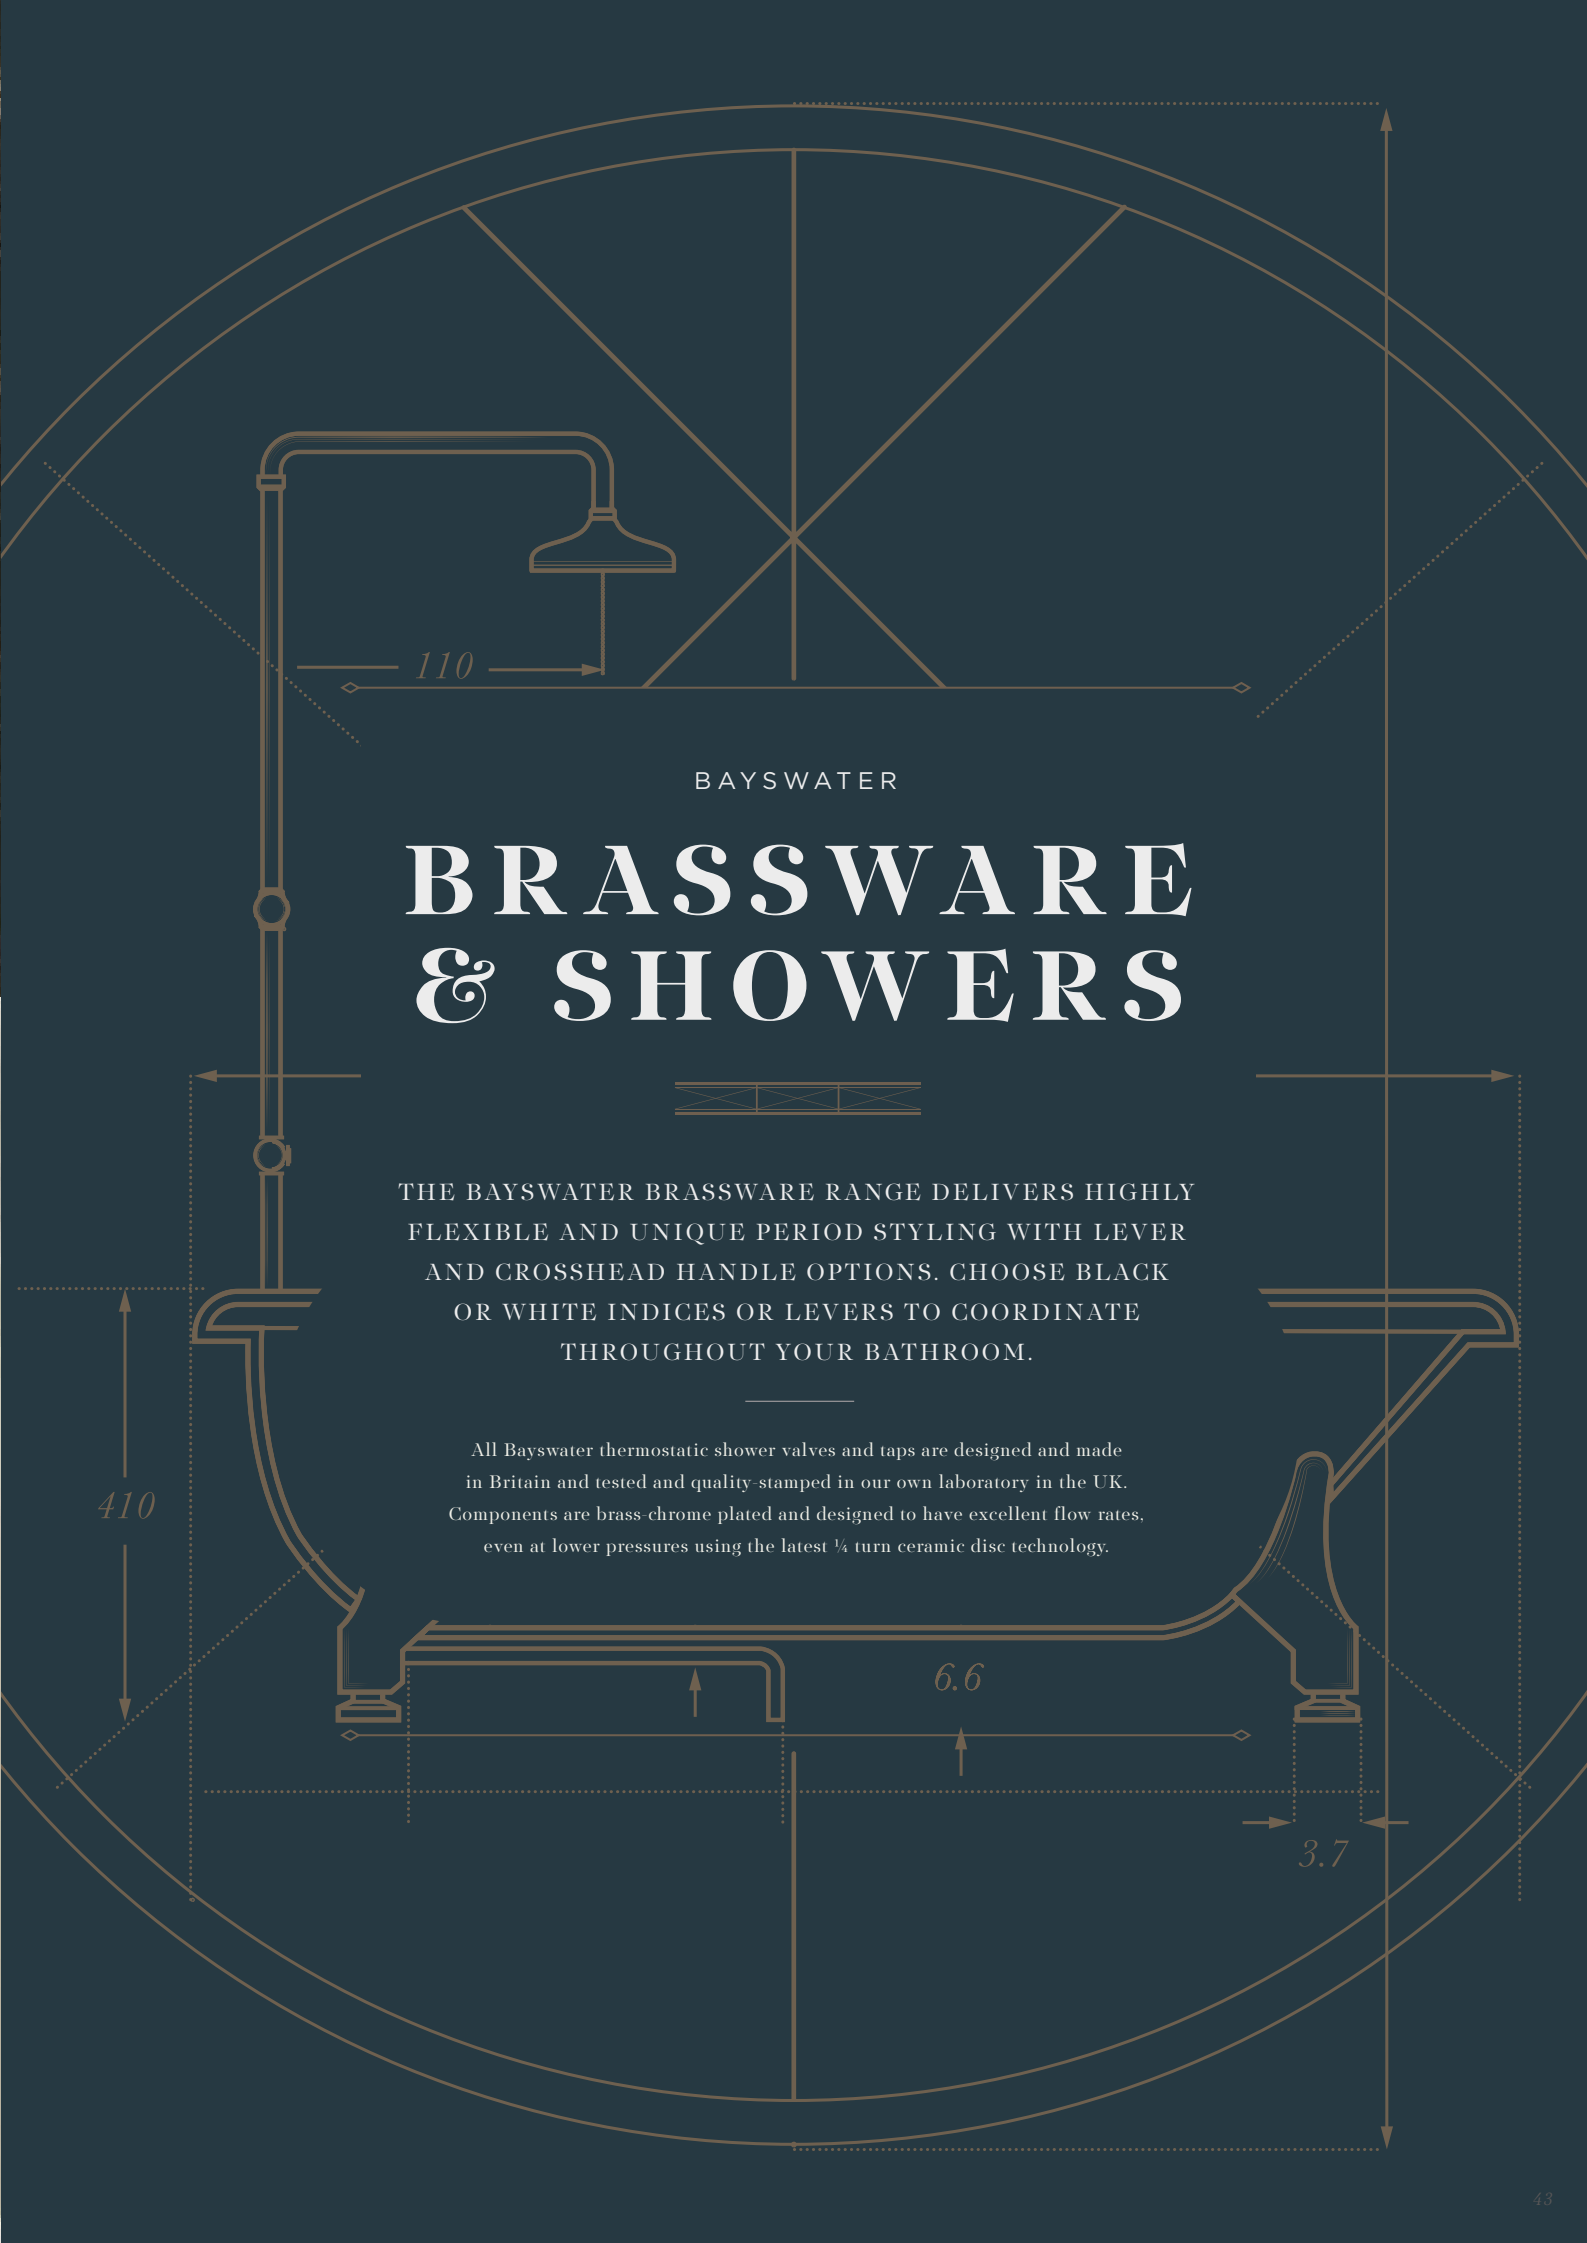 110
BAYSWATER
BRASSWARE
& SHOWERS
THE BAYSWATER BRASSWARE RANGE DELIVERS HIGHLY
FLEXIBLE AND UNIQUE PERIOD STYLING WITH LEVER
AND CROSSHEAD HANDLE OPTIONS. CHOOSE BLACK
OR WHITE INDICES OR LEVERS TO COORDINATE
THROUGHOUT YOUR BATHROOM.
All Bayswater thermostatic shower valves and taps are designed and made
in Britain and tested and quality-stamped in our own laboratory in the UK.
Components are brass-chrome plated and designed to have excellent flow rates,
even at lower pressures using the latest ¼ turn ceramic disc technology.
410
6.6
3.7
43